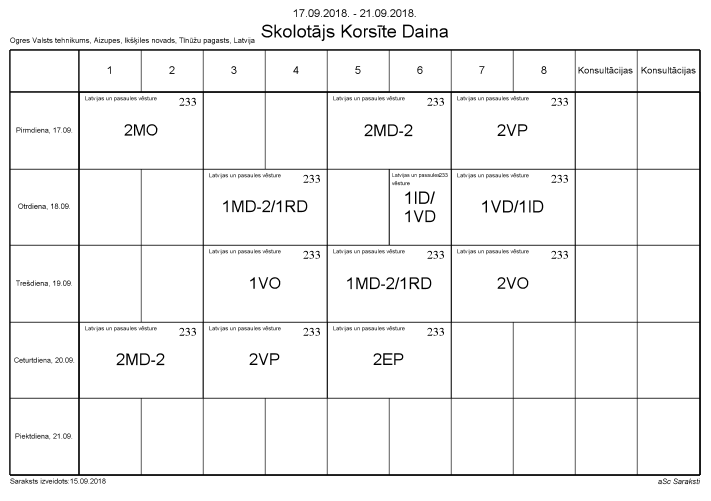 17.09.2018. - 21.09.2018.
Skolotājs Korsīte Daina
Ogres Valsts tehnikums, Aizupes, Ikšķiles novads, Tīnūžu pagasts, Latvija
1 2 3 4 5 6 7 8 Konsultācijas Konsultācijas
Pirmdiena, 17.09.
Latvijas un pasaules vēsture 233
2MO
Latvijas un pasaules vēsture 233
2MD-2
Latvijas un pasaules vēsture 233
2VP
Otrdiena, 18.09.
Latvijas un pasaules vēsture 233
1MD-2/1RD
Latvijas un pasaules 233
vēsture
1ID/
1VD
Latvijas un pasaules vēsture 233
1VD/1ID
Trešdiena, 19.09.
Latvijas un pasaules vēsture 233
1VO
Latvijas un pasaules vēsture 233
1MD-2/1RD
Latvijas un pasaules vēsture 233
2VO
Ceturtdiena, 20.09.
Latvijas un pasaules vēsture 233
2MD-2
Latvijas un pasaules vēsture 233
2VP
Latvijas un pasaules vēsture 233
2EP
Piektdiena, 21.09.
Saraksts izveidots:15.09.2018
aSc Saraksti